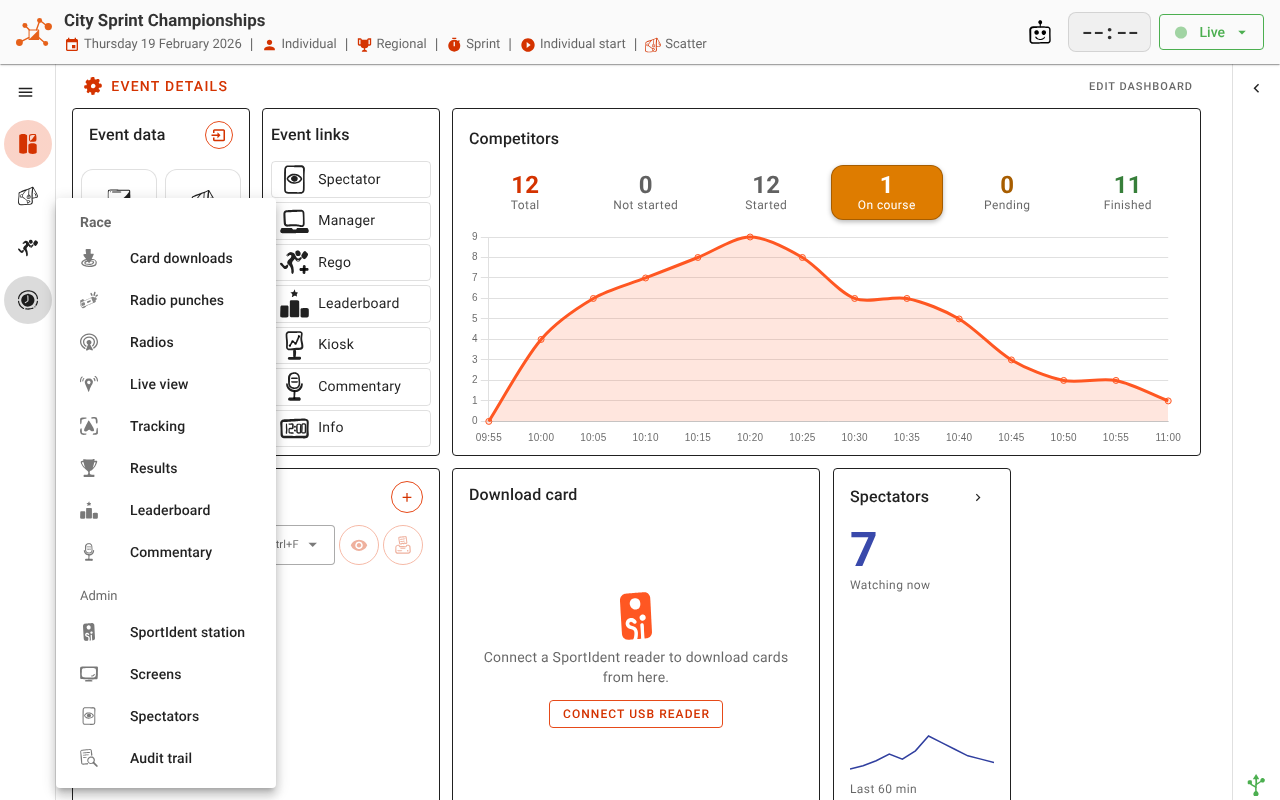 City Sprint Championships
Thursday 19 February 2026 | Individual | Regional | Sprint | Individual start | Scatter
--:--
Live
EVENT DETAILS
EDIT DASHBOARD
Event data
Event links
Spectator
Manager
Rego
Leaderboard
Kiosk
Commentary
12:00
Info
Competitors
12
Total
0
Not started
12
Started
1
On course
0
Pending
11
Finished
9
8
7
6
5
4
3
2
1
0
09:55 10:00 10:05 10:10 10:15 10:20 10:25 10:30 10:35 10:40 10:45 10:50 10:55 11:00
Race
Card downloads
Radio punches
Radios
Live view
Tracking
Results
Leaderboard
Commentary
Admin
SportIdent station
Screens
Spectators
Audit trail
trl+F
Download card
Si
Connect a SportIdent reader to download cards
from here.
CONNECT USB READER
Spectators
7
Watching now
Last 60 min